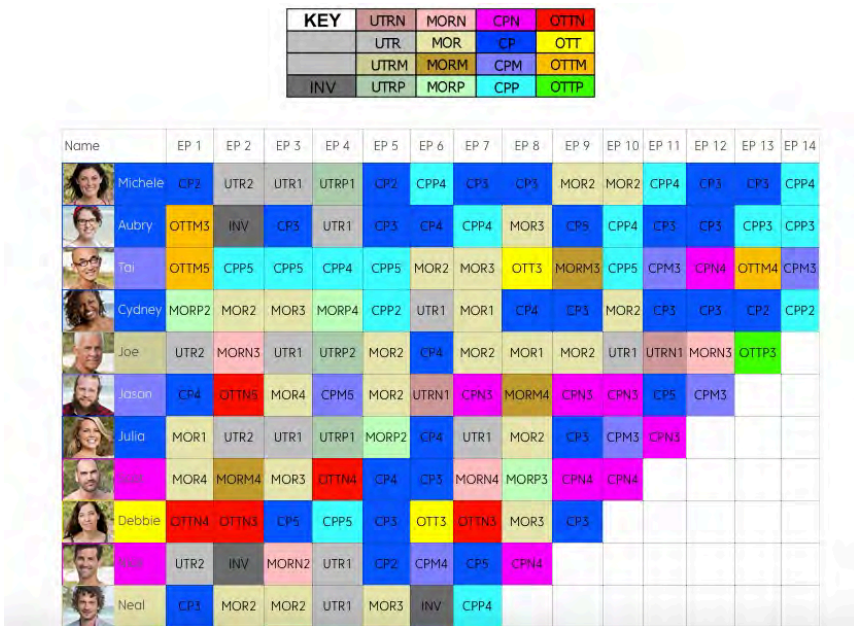 KEY UTRN MORN CPN OTTN
UTR MOR CP OTT
UTRM MORM CPM OTTM
INV UTRP MORP CPP OTTP
Name EP 1 EP 2 EP 3 EP 4 EP 5 EP 6 EP 7 EP 8 EP 9 EP 10 EP 11 EP 12 EP 13 EP 14
Michele CP2 UTR2 UTR1 UTRP1 CP2 CPP4 CP3 CP3 MOR2 MOR2 CPP4 CP3 CP3 CPP4
Aubry OTTM3 INV CP3 UTR1 CP3 CP4 CPP4 MOR3 CP5 CPP4 CP3 CP3 CPP3 CPP3
Tai OTTM5 CPP5 CPP5 CPP4 CPP5 MOR2 MOR3 OTT3 MORM3 CPP5 CPM3 CPN4 OTTM4 CPM3
Cydney MORP2 MOR2 MOR3 MORP4 CPP2 UTR1 MOR1 CP4 CP3 MOR2 CP3 CP3 CP2 CPP2
Joe UTR2 MORN3 UTR1 UTRP2 MOR2 CP4 MOR2 MOR1 MOR2 UTR1 UTRN1 MORN3 OTTP3
Jason CP4 OTTN5 MOR4 CPM5 MOR2 UTRN1 CPN3 MORM4 CPN3 CPN3 CP5 CPM3
Julia MOR1 UTR2 UTR1 UTRP1 MORP2 CP4 UTR1 MOR2 CP3 CPM3 CPN3
MOR4 MORM4 MOR3 OTTN4 CP4 CP3 MORN4 MORP3 CPN4 CPN4
Debbie OTTN4 OTTN3 CP5 CPP5 CP3 OTT3 OTTN3 MOR3 CP3
UTR2 INV MORN2 UTR1 CP2 CPM4 CP5 CPN4
Neal CP3 MOR2 MOR2 UTR1 MOR3 INV CPP4